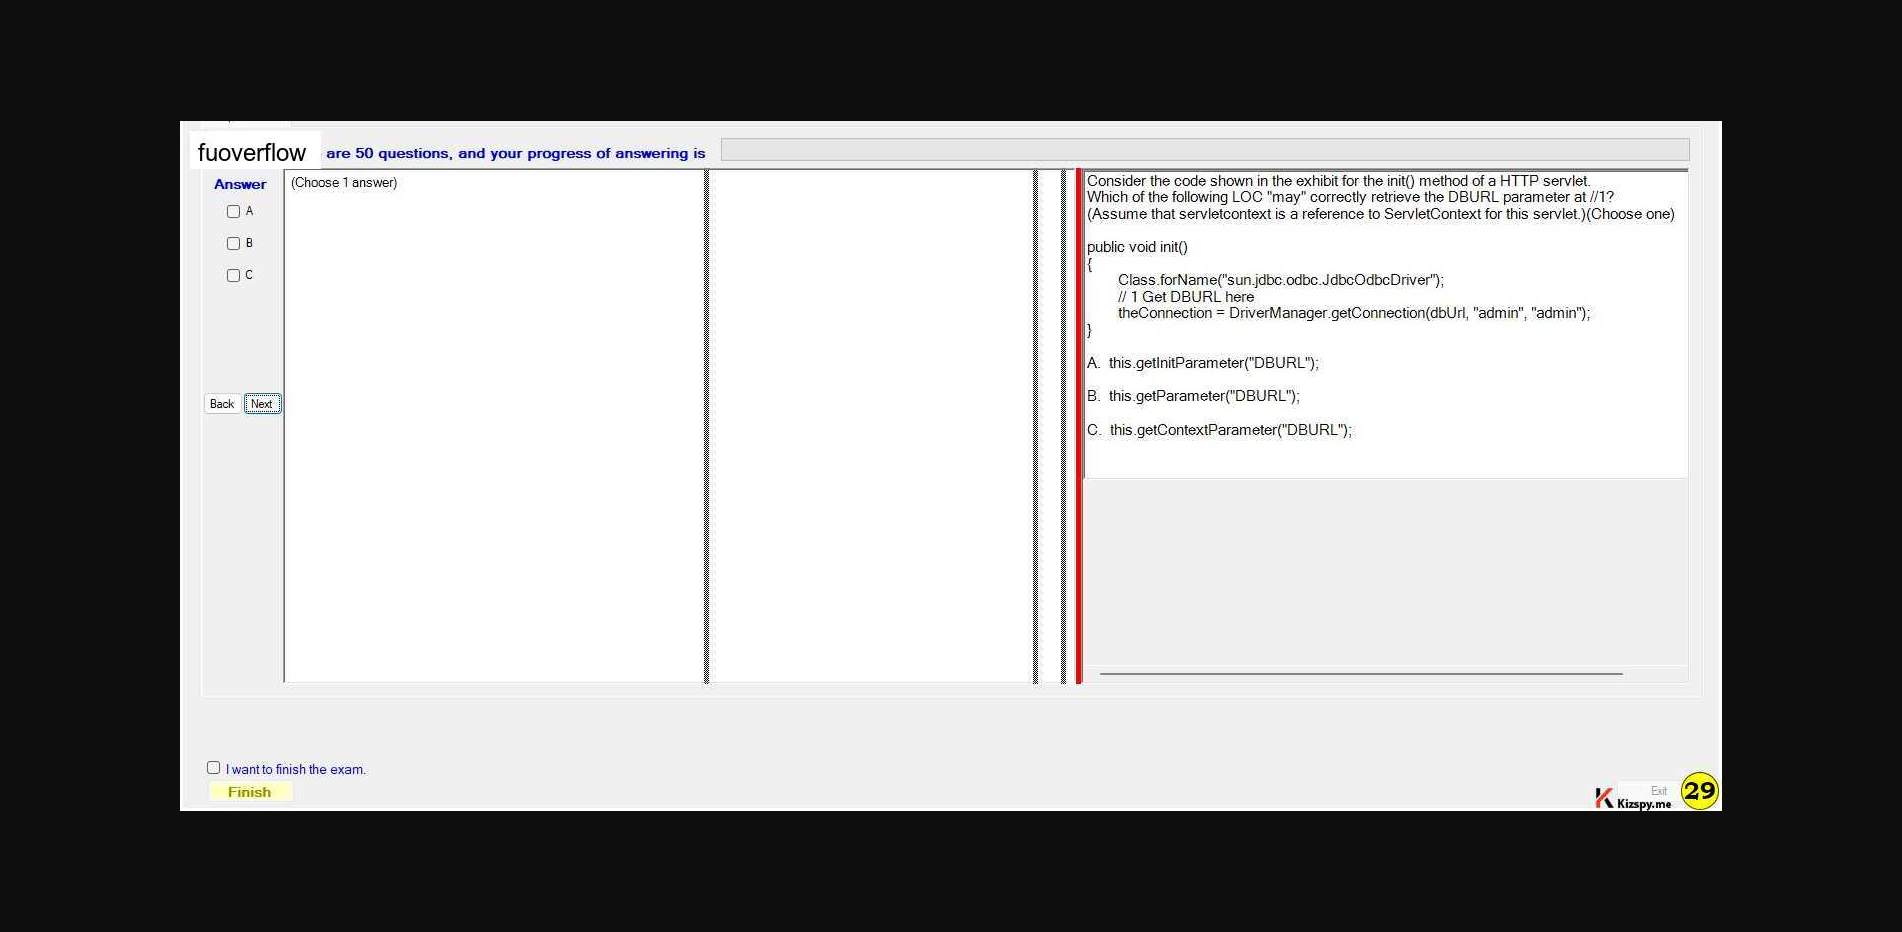 fuoverflow are 50 questions, and your progress of answering is
Answer
A
B
C
Back Next
(Choose 1 answer)
Consider the code shown in the exhibit for the init() method of a HTTP servlet.
Which of the following LOC "may" correctly retrieve the DBURL parameter at //1?
(Assume that servletcontext is a reference to ServletContext for this servlet.)(Choose one)
public void init()
{
Class.forName("sun.jdbc.odbc.JdbcOdbcDriver");
// 1 Get DBURL here
theConnection = DriverManager.getConnection(dbUrl, "admin", "admin");
}
A. this.getInitParameter("DBURL");
B. this.getParameter("DBURL");
C. this.getContextParameter("DBURL");
I want to finish the exam.
Finish
Exit
Kizspy.me
29